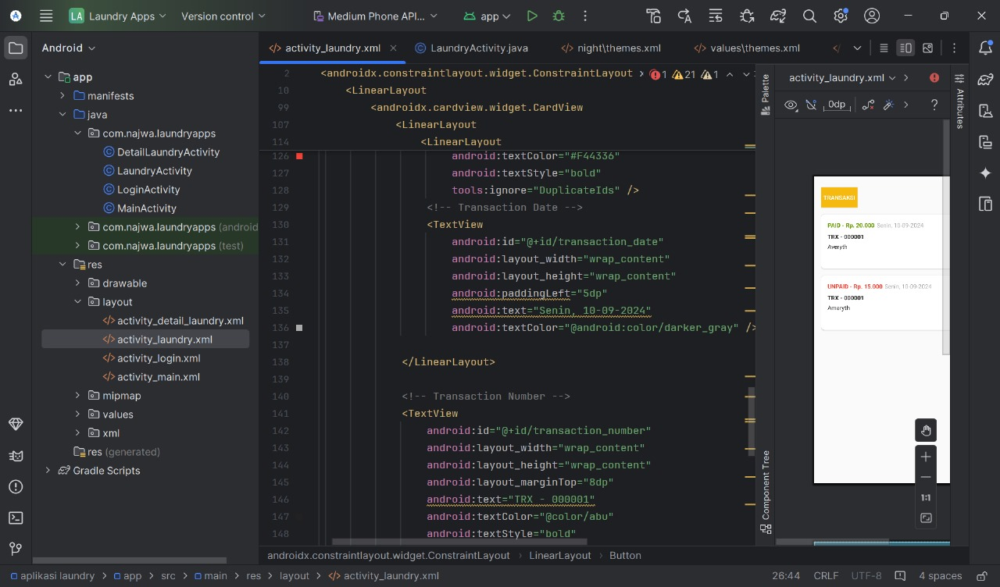 LA Laundry Apps Version control Medium Phone API... app
Android
app
manifests
java
com.najwa.laundryapps
DetailLaundryActivity
LaundryActivity
LoginActivity
MainActivity
com.najwa.laundryapps (android
com.najwa.laundryapps (test)
res
drawable
layout
activity_detail_laundry.xml
activity_laundry.xml
activity_login.xml
activity_main.xml
mipmap
values
xml
res (generated)
Gradle Scripts
activity_laundry.xml LaundryActivity.java night\themes.xml values\themes.xml
2 <androidx.constraintlayout.widget.ConstraintLayout 1 21 1
10 <LinearLayout
99 <androidx.cardview.widget.CardView
107 <LinearLayout
114 <LinearLayout
126 android:textColor="#F44336"
127 android:textStyle="bold"
128 tools:ignore="DuplicateIds" />
129 <!-- Transaction Date -->
130 <TextView
131 android:id="@+id/transaction_date"
132 android:layout_width="wrap_content"
133 android:layout_height="wrap_content"
134 android:paddingLeft="5dp"
135 android:text="Senin, 10-09-2024"
136 android:textColor="@android:color/darker_gray" />
137
138 </LinearLayout>
139
140 <!-- Transaction Number -->
141 <TextView
142 android:id="@+id/transaction_number"
143 android:layout_width="wrap_content"
144 android:layout_height="wrap_content"
145 android:layout_marginTop="8dp"
146 android:text="TRX - 000001"
147 android:textColor="@color/abu"
148 android:textStyle="bold"
Palette
Component Tree
activity_laundry.xml
0dp ?
Attributes
TRANSAKSI
PAID - Rp. 20.000 Senin, 10-09-2024
TRX - 000001
Averyth
UNPAID - Rp. 15.000 Senin, 10-09-2024
TRX - 000001
Ameryth
1:1
androidx.constraintlayout.widget.ConstraintLayout > LinearLayout > Button
aplikasi laundry > app > src > main > res > layout > activity_laundry.xml 26:44 CRLF UTF-8 4 spaces